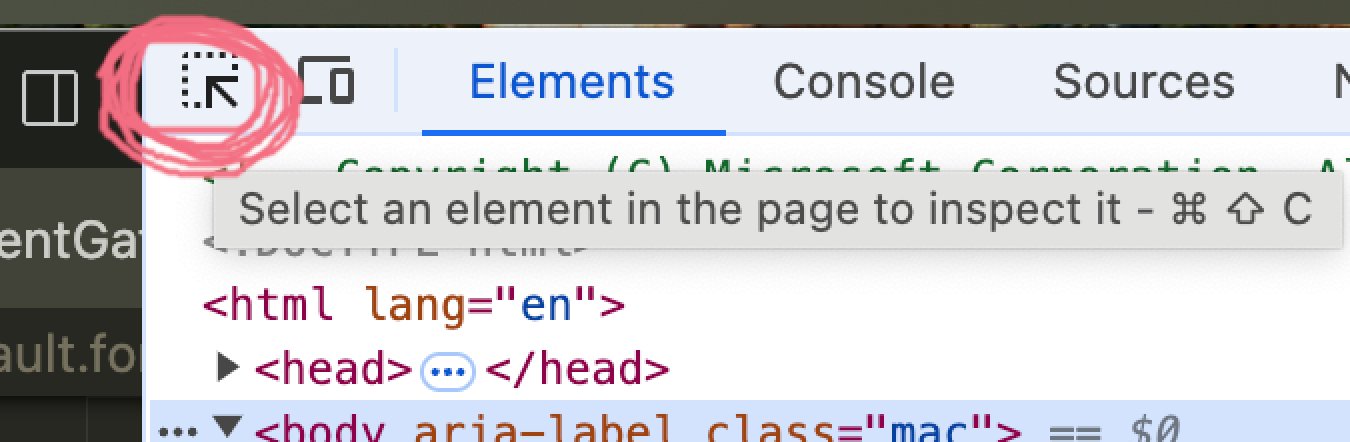 Elements Console Sources
Copyright (C) Microsoft Corporation. Al
Select an element in the page to inspect it - ⌘ ⇧ C
entGa
<!DOCTYPE html>
<html lang="en">
ault.fo
<head>•••</head>
••• <body aria-label class="mac"> == $0